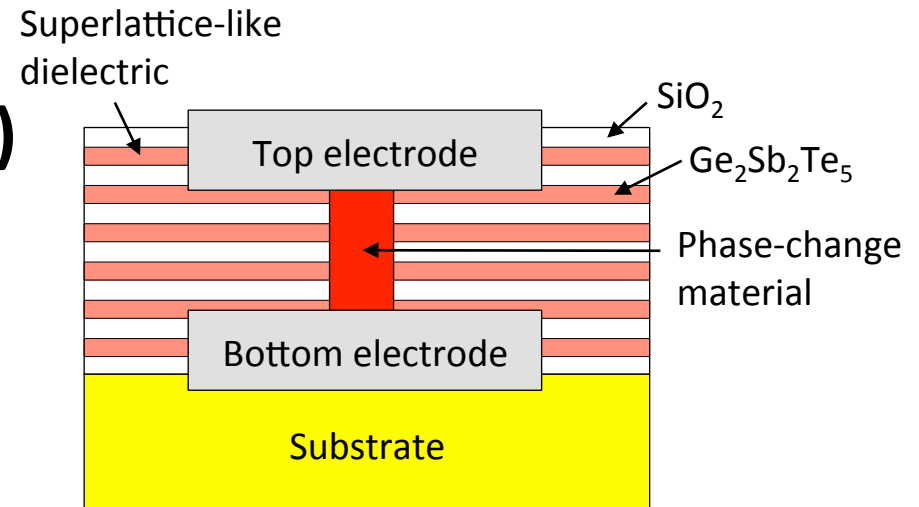 Superlattice-like
dielectric
)
SiO₂
Top electrode
Ge₂Sb₂Te₅
Phase-change
material
Bottom electrode
Substrate